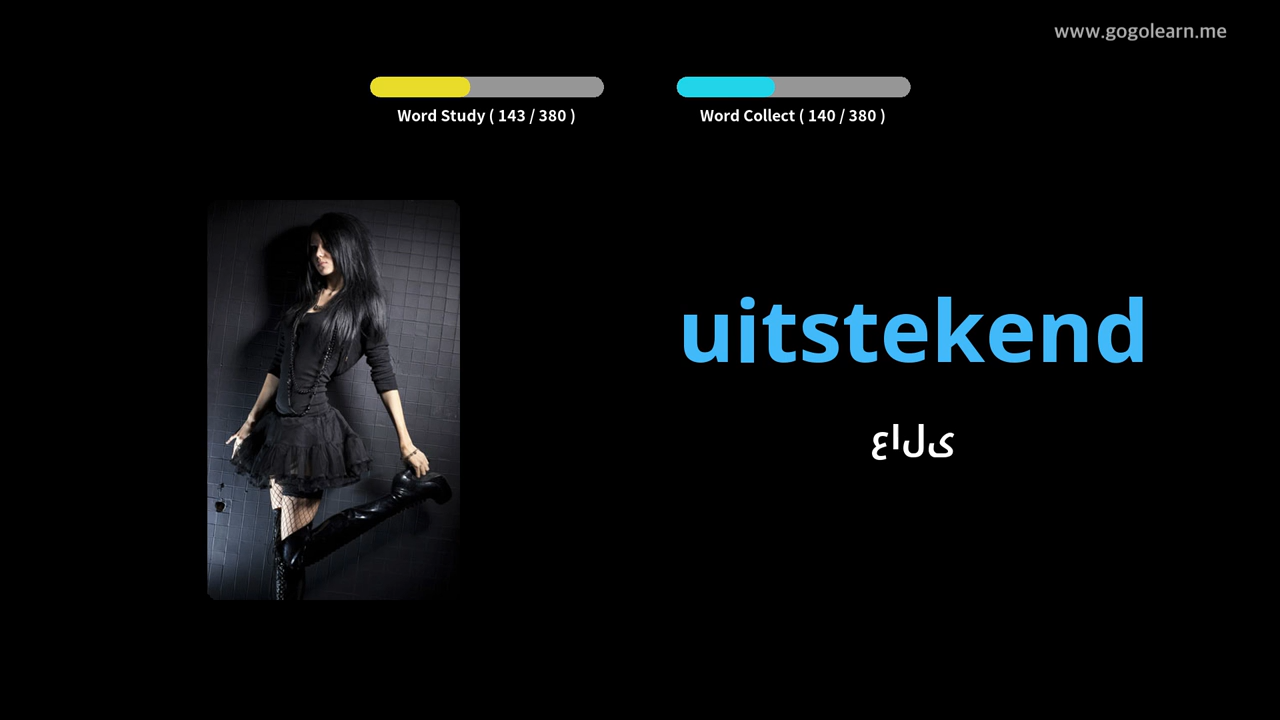 www.gogolearn.me
Word Study ( 143 / 380 )
Word Collect ( 140 / 380 )
uitstekend
عالی